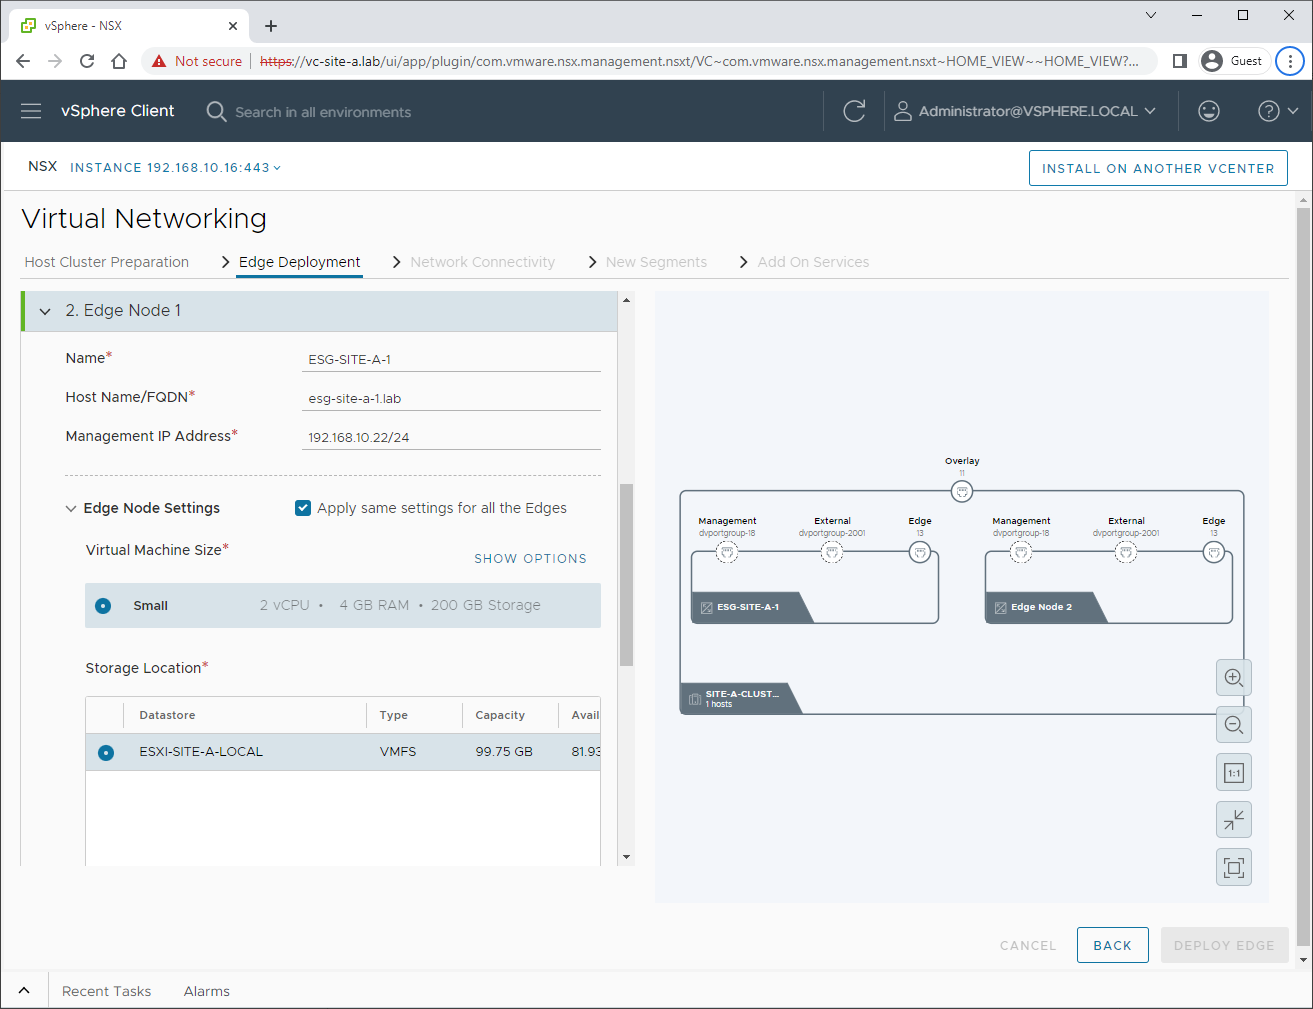 vSphere - NSX
Not secure
https://vc-site-a.lab/ui/app/plugin/com.vmware.nsx.management.nsxt/VC~com.vmware.nsx.management.nsxt~HOME_VIEW~~HOME_VIEW?...
Guest
vSphere Client
Search in all environments
Administrator@VSPHERE.LOCAL
NSX
INSTANCE 192.168.10.16:443
INSTALL ON ANOTHER VCENTER
Virtual Networking
Host Cluster Preparation
Edge Deployment
Network Connectivity
New Segments
Add On Services
2. Edge Node 1
Name*
ESG-SITE-A-1
Host Name/FQDN*
esg-site-a-1.lab
Management IP Address*
192.168.10.22/24
Edge Node Settings
Apply same settings for all the Edges
Virtual Machine Size*
SHOW OPTIONS
Small
2 vCPU • 4 GB RAM • 200 GB Storage
Storage Location*
Datastore
Type
Capacity
Avail
ESXI-SITE-A-LOCAL
VMFS
99.75 GB
81.93
Overlay
11
Management
dvportgroup-18
External
dvportgroup-2001
Edge
13
ESG-SITE-A-1
Management
dvportgroup-18
External
dvportgroup-2001
Edge
13
Edge Node 2
SITE-A-CLUST...
1 hosts
1:1
CANCEL
BACK
DEPLOY EDGE
Recent Tasks
Alarms